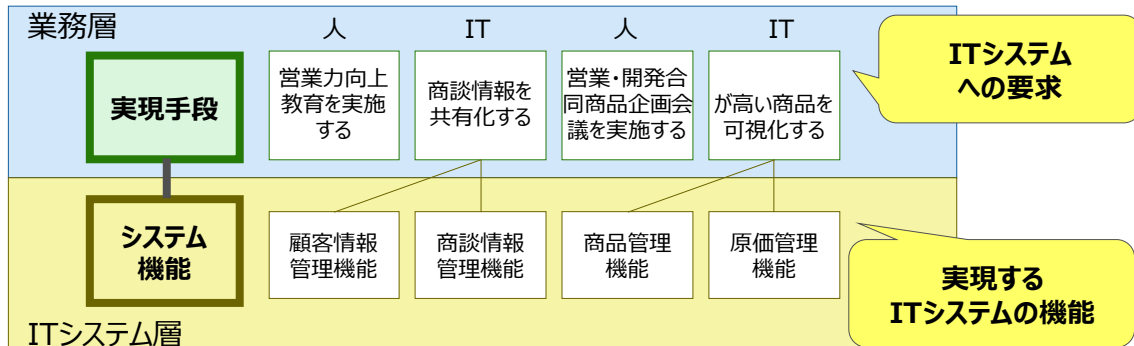 業務層
人
IT
人
IT
ITシステム
への要求
実現手段
営業力向上
教育を実施
する
商談情報を
共有化する
営業・開発合
同商品企画会
議を実施する
が高い商品を
可視化する
システム
機能
顧客情報
管理機能
商談情報
管理機能
商品管理
機能
原価管理
機能
実現する
ITシステムの機能
ITシステム層